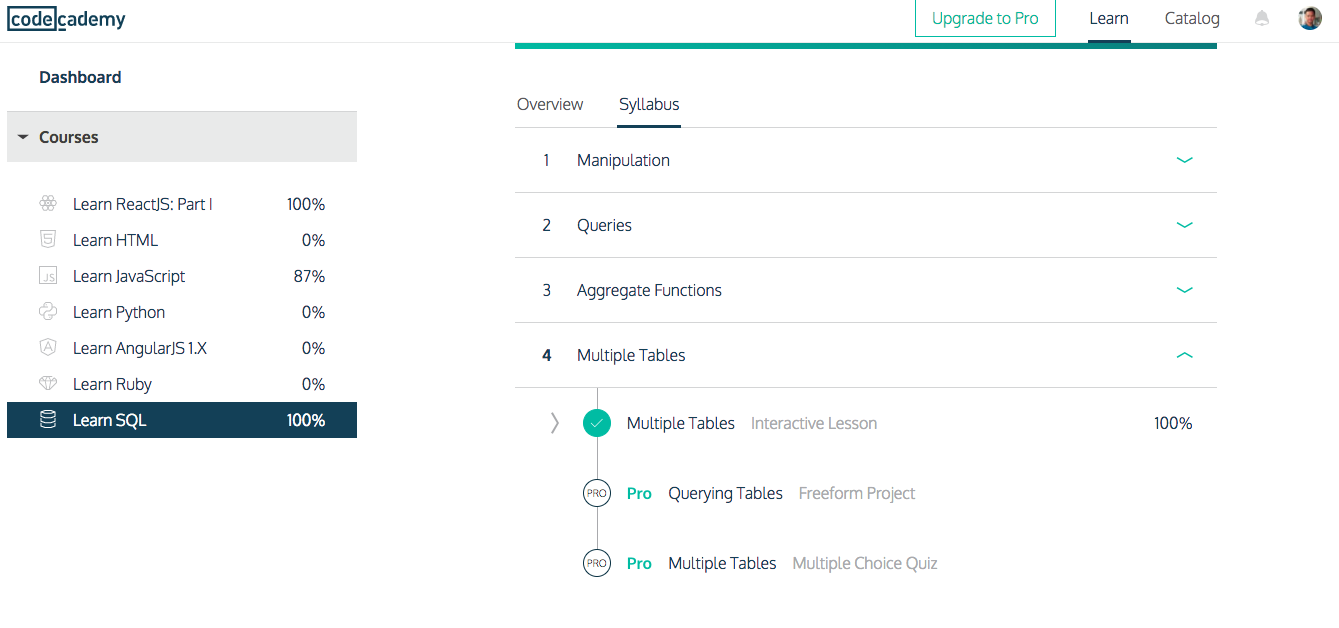 codecademy
Upgrade to Pro
Learn
Catalog
Dashboard
Courses
Learn ReactJS: Part I 100%
Learn HTML 0%
JS
Learn JavaScript 87%
Learn Python 0%
Learn AngularJS 1.X 0%
Learn Ruby 0%
Learn SQL 100%
Overview
Syllabus
1 Manipulation
2 Queries
3 Aggregate Functions
4 Multiple Tables
Multiple Tables Interactive Lesson 100%
PRO Pro Querying Tables Freeform Project
PRO Pro Multiple Tables Multiple Choice Quiz